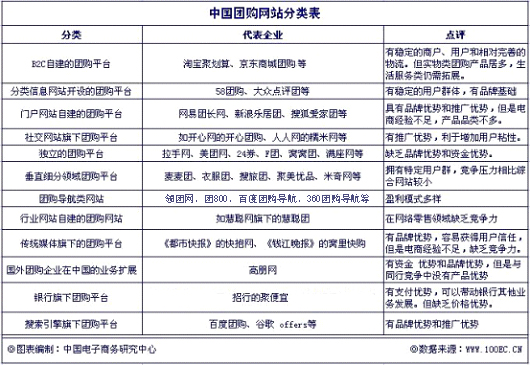 中国团购网站分类表
分类 代表企业 点评
B2C自建的团购平台 淘宝聚划算、京东商城团购等 有稳定的商户、用户和相对完善的
物流。但实物类团购产品居多，生
活服务类仍需拓展。
分类信息网站开设的团购平台 58团购、大众点评团等 有稳定的用户群体，有品牌基础
门户网站自建的团购平台 网易团长网、新浪居团、搜狐爱家团等 具有品牌优势和推广优势，但是电
商经验不足，产品品类不多。
社交网站旗下团购平台 如开心网的开心团购、人人网的糯米网等 有推广优势，利于增加用户粘性。
独立的团购平台 拉手网、美团网、24券、F团、窝窝团、满座网等 缺乏品牌优势和资金优势。
垂直细分领域团购平台 麦麦团、衣服团、搜旅团、聚美优品、米奇网等 拥有特定用户群，竞争压力相比综
合网站较小
团购导航类网站 领团网、团800、百度团购导航、360团购导航等 盈利模式多样
行业网站自建的团购网站 如慧聪网旗下的慧聪团 在网络零售领域缺乏竞争力
传统媒体旗下的团购平台 《都市快报》的快抱网、《钱江晚报》的窝里快购 有品牌优势，容易获得用户信任，
但是电商经验不足，缺乏竞争力。
国外团购企业在中国的业务扩展 高朋网 有资金 优势和品牌优势，但是与
同行竞争中没有产品优势
银行旗下团购平台 招行的聚便宜 有支付优势，可以带动银行其他业
务发展。但缺乏价格优势。
搜索引擎旗下团购平台 百度团购、谷歌 offers等 有品牌优势和推广优势
◎图表编制：中国电子商务研究中心 ◎数据来源：WWW.100EC.CN